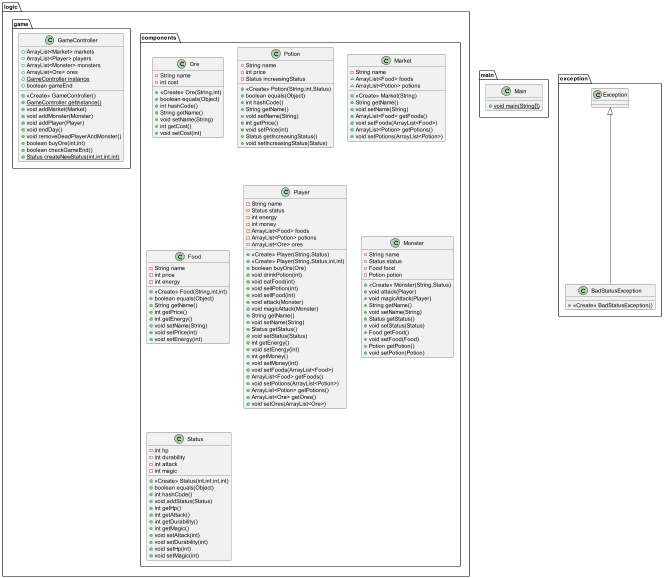 logic
game
GameController
ArrayList<Market> markets
ArrayList<Player> players
ArrayList<Monster> monsters
ArrayList<Ore> ores
GameController instance
boolean gameEnd
«Create» GameController()
GameController getInstance()
void addMarket(Market)
void addMonster(Monster)
void addPlayer(Player)
void endDay()
void removeDeadPlayerAndMonster()
boolean buyOre(int,int)
boolean checkGameEnd()
Status createNewStatus(int,int,int,int)
components
Ore
String name
int cost
«Create» Ore(String,int)
boolean equals(Object)
int hashCode()
String getName()
void setName(String)
int getCost()
void setCost(int)
Potion
String name
int price
Status increasingStatus
«Create» Potion(String,int,Status)
boolean equals(Object)
int hashCode()
String getName()
void setName(String)
int getPrice()
void setPrice(int)
Status getIncreasingStatus()
void setIncreasingStatus(Status)
Market
String name
ArrayList<Food> foods
ArrayList<Potion> potions
«Create» Market(String)
String getName()
void setName(String)
ArrayList<Food> getFoods()
void setFoods(ArrayList<Food>)
ArrayList<Potion> getPotions()
void setPotions(ArrayList<Potion>)
Food
String name
int price
int energy
«Create» Food(String,int,int)
boolean equals(Object)
String getName()
int getPrice()
int getEnergy()
void setName(String)
void setPrice(int)
void setEnergy(int)
Player
String name
Status status
int energy
int money
ArrayList<Food> foods
ArrayList<Potion> potions
ArrayList<Ore> ores
«Create» Player(String,Status)
«Create» Player(String,Status,int,int)
boolean buyOre(Ore)
void drinkPotion(int)
void eatFood(int)
void sellPotion(int)
void sellFood(int)
void attack(Monster)
void magicAttack(Monster)
String getName()
void setName(String)
Status getStatus()
void setStatus(Status)
int getEnergy()
void setEnergy(int)
int getMoney()
void setMoney(int)
void setFoods(ArrayList<Food>)
ArrayList<Food> getFoods()
void setPotions(ArrayList<Potion>)
ArrayList<Potion> getPotions()
ArrayList<Ore> getOres()
void setOres(ArrayList<Ore>)
Monster
String name
Status status
Food food
Potion potion
«Create» Monster(String,Status)
void attack(Player)
void magicAttack(Player)
String getName()
void setName(String)
Status getStatus()
void setStatus(Status)
Food getFood()
void setFood(Food)
Potion getPotion()
void setPotion(Potion)
Status
int hp
int durability
int attack
int magic
«Create» Status(int,int,int,int)
boolean equals(Object)
int hashCode()
void addStatus(Status)
int getHp()
int getAttack()
int getDurability()
int getMagic()
void setAttack(int)
void setDurability(int)
void setHp(int)
void setMagic(int)
main
Main
void main(String[])
exception
Exception
BadStatusException
«Create» BadStatusException()